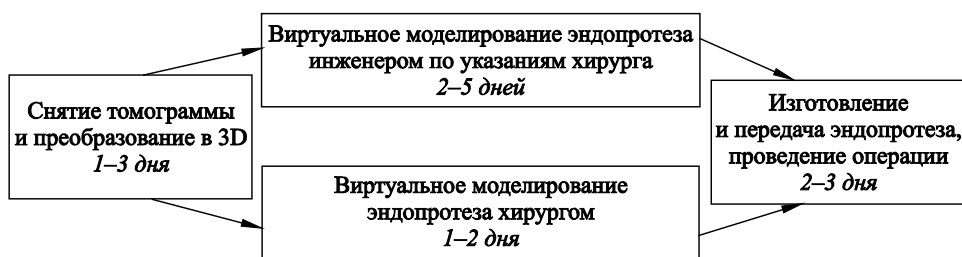 Виртуальное моделирование эндопротеза
инженером по указаниям хирурга
2–5 дней
Снятие томограммы
и преобразование в 3D
1–3 дня
Изготовление
и передача эндопротеза,
проведение операции
2–3 дня
Виртуальное моделирование
эндопротеза хирургом
1–2 дня